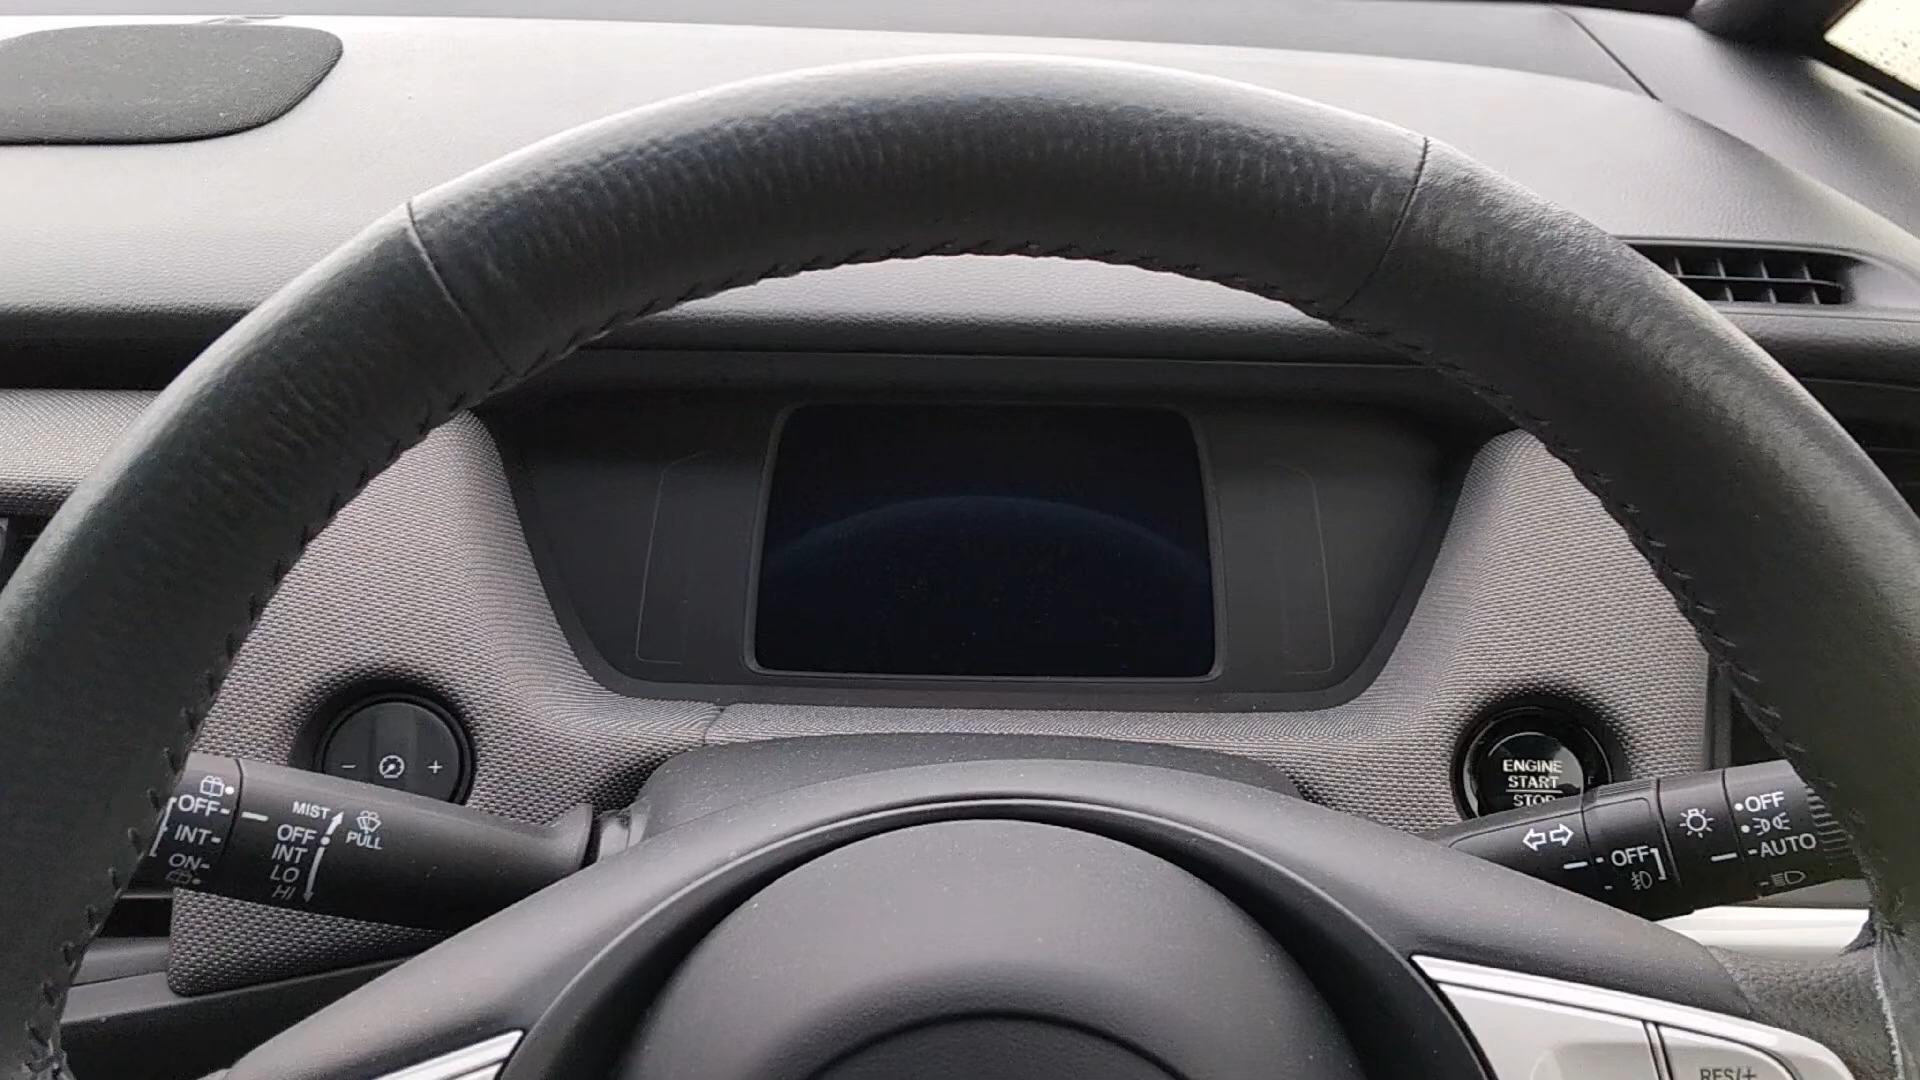 OFF-
INT-
ON-
MIST
OFF
INT
LO
HI
PULL
- +
ENGINE
START
STOP
OFF
•OFF
-AUTO
RES/+